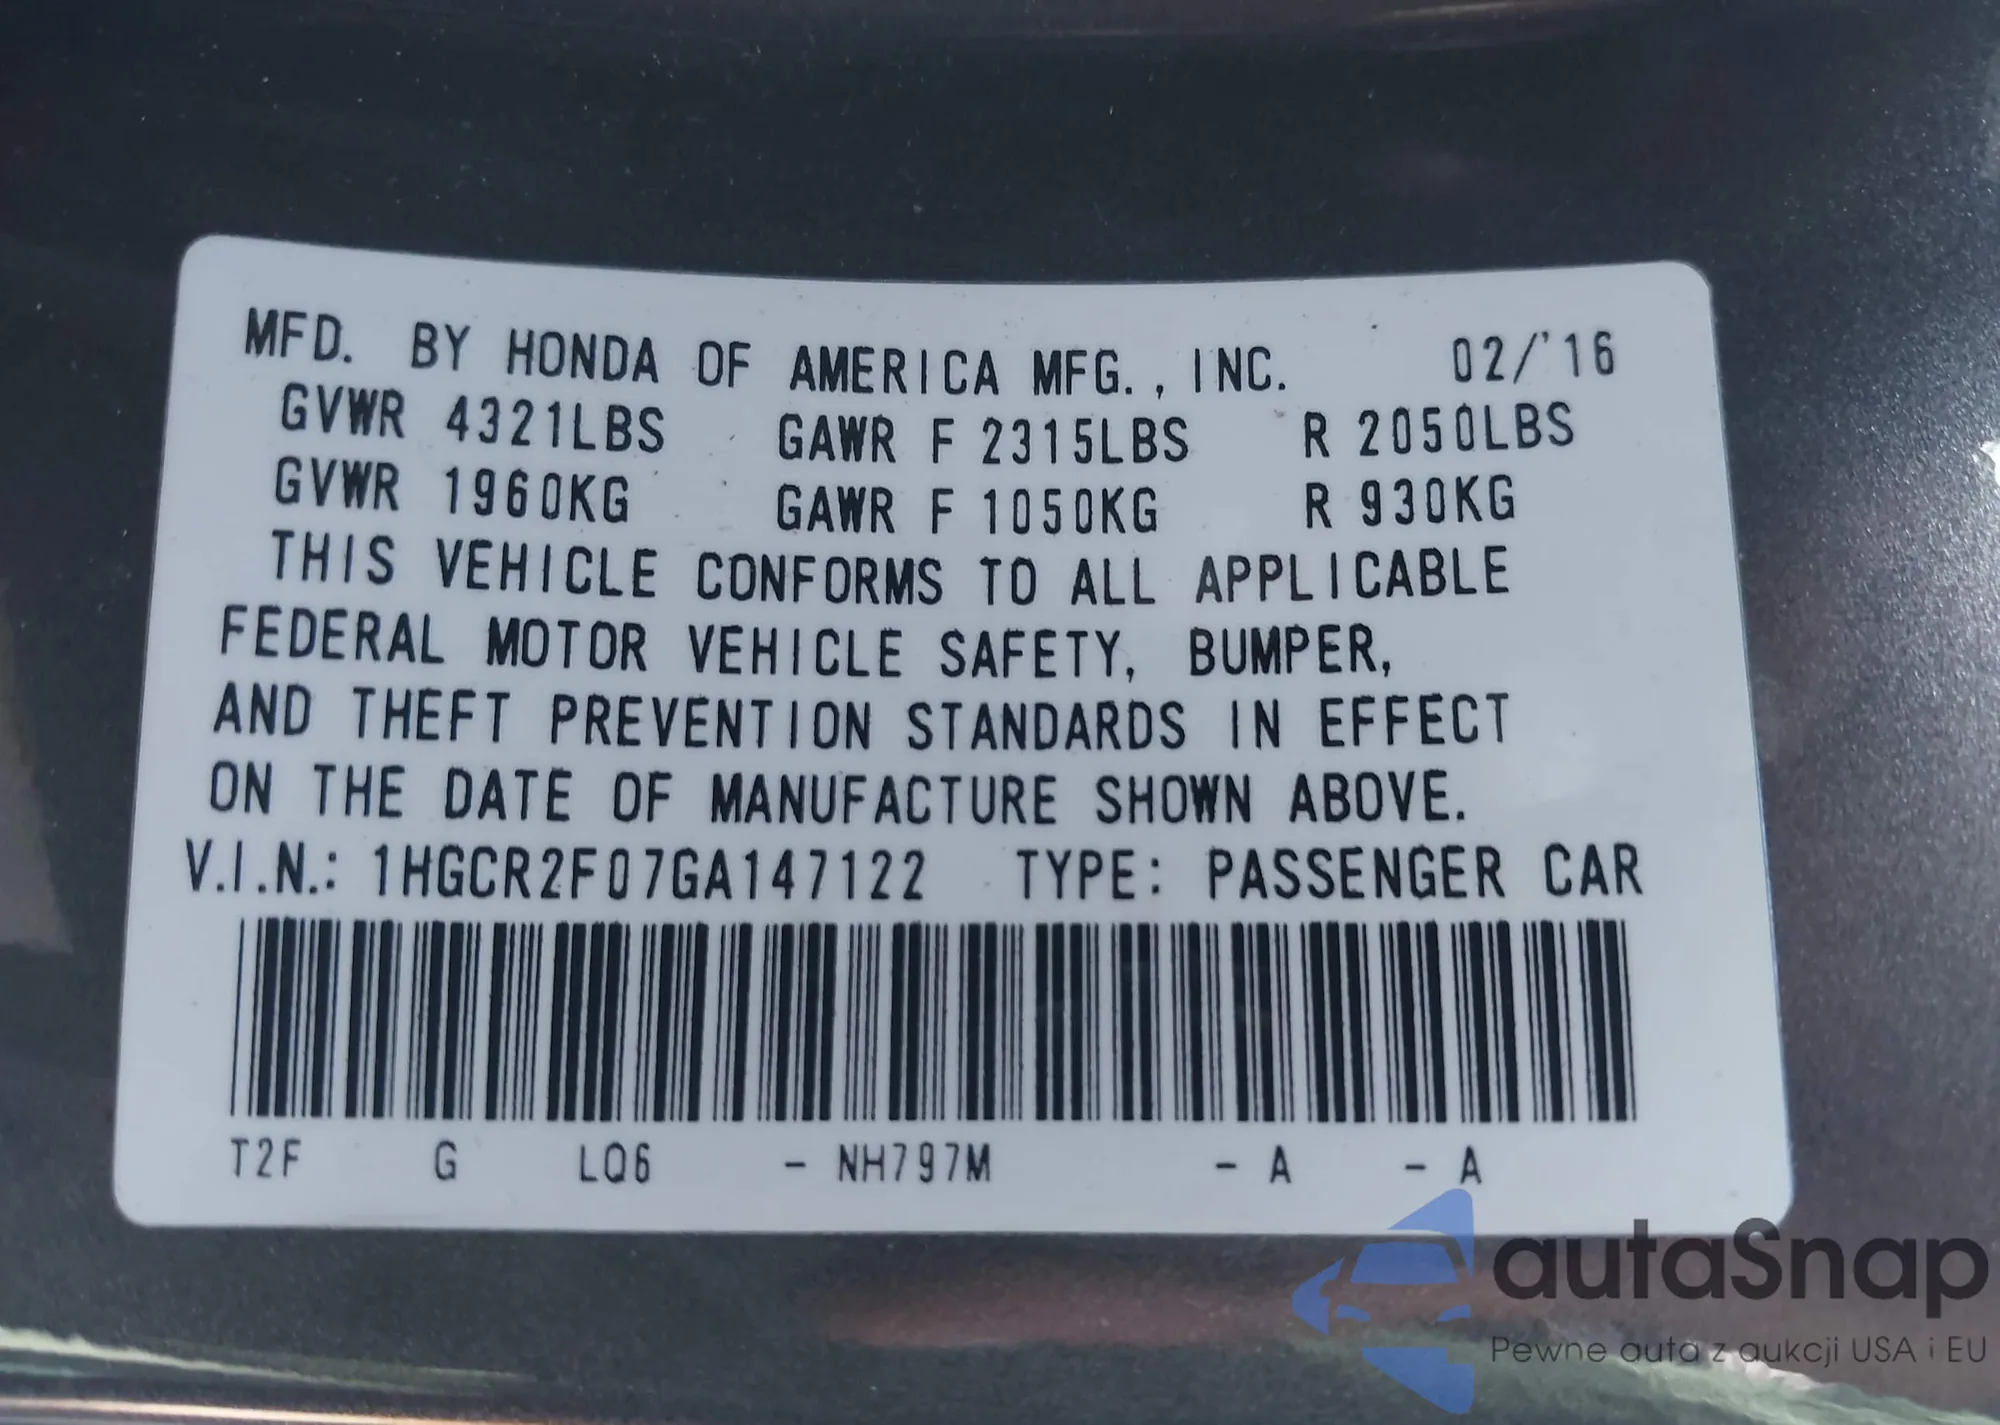 MFD. BY HONDA OF AMERICA MFG., INC. 02/'16
GVWR 4321LBS GAWR F 2315LBS R 2050LBS
GVWR 1960KG GAWR F 1050KG R 930KG
THIS VEHICLE CONFORMS TO ALL APPLICABLE
FEDERAL MOTOR VEHICLE SAFETY, BUMPER,
AND THEFT PREVENTION STANDARDS IN EFFECT
ON THE DATE OF MANUFACTURE SHOWN ABOVE.
V.I.N.: 1HGCR2F07GA147122 TYPE: PASSENGER CAR
T2F G LQ6 - NH797M - A - A
autaSnap
Pewne auta z aukcji USA i EU